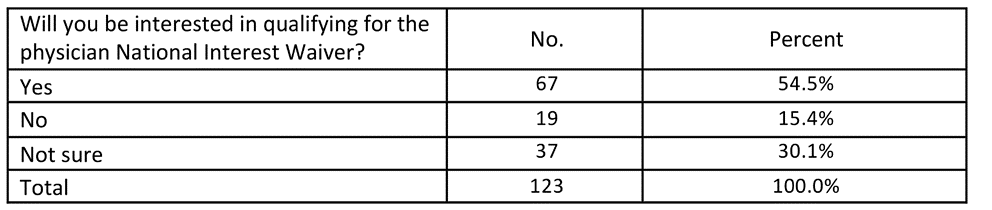 Will you be interested in qualifying for the
physician National Interest Waiver? No. Percent
Yes 67 54.5%
No 19 15.4%
Not sure 37 30.1%
Total 123 100.0%